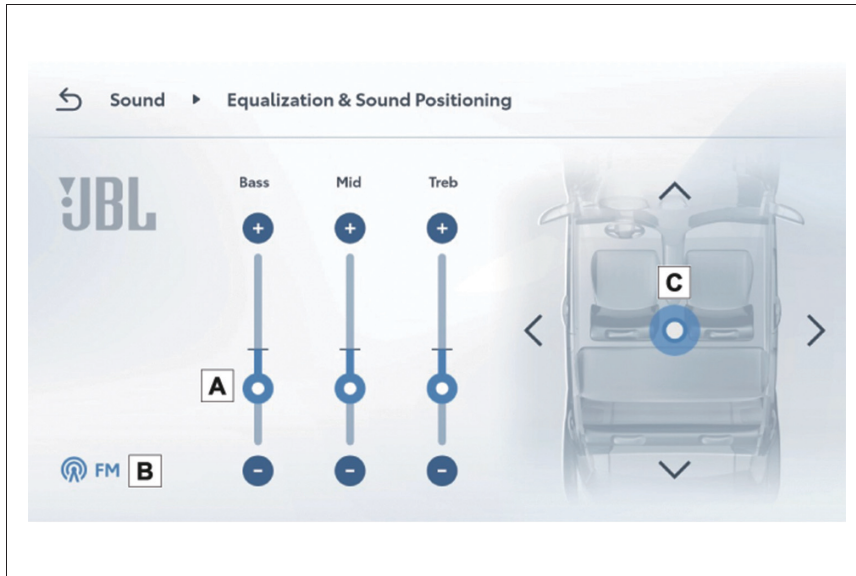 Sound ▸ Equalization & Sound Positioning
JBL
Bass Mid Treb
+ + +
C
A
FM B
- - -